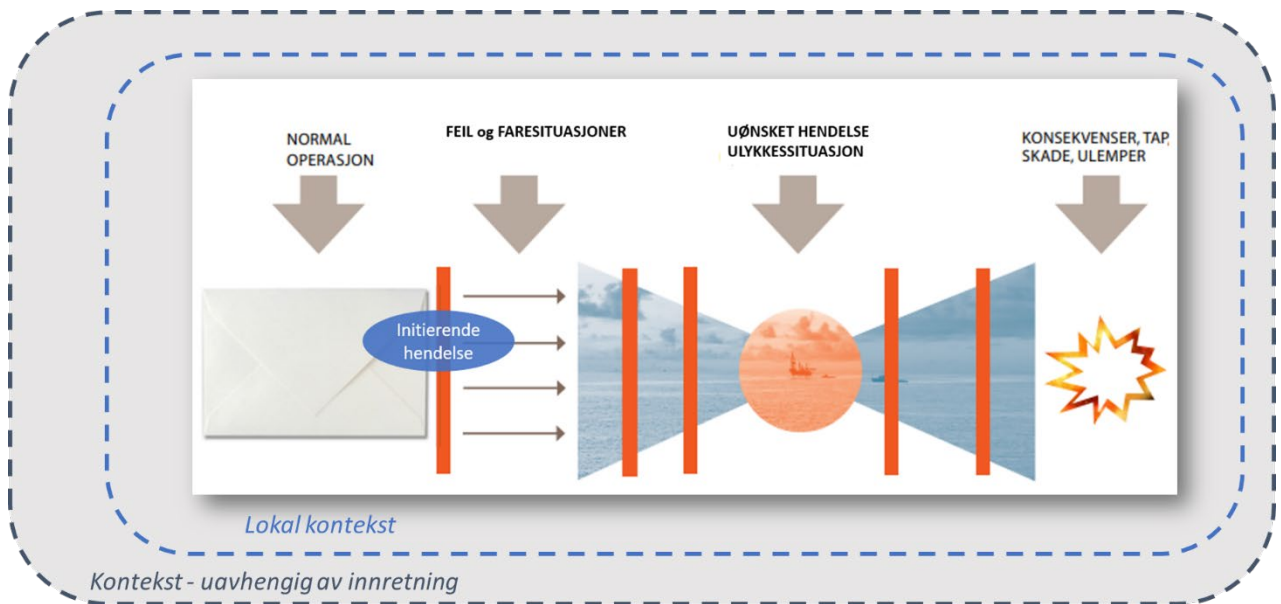 NORMAL
OPERASJON
FEIL og FARESITUASJONER
UØNSKET HENDELSE
ULYKKESSITUASJON
KONSEKVENSER, TAP,
SKADE, ULEMPER
Initierende
hendelse
Lokal kontekst
Kontekst - uavhengig av innretning